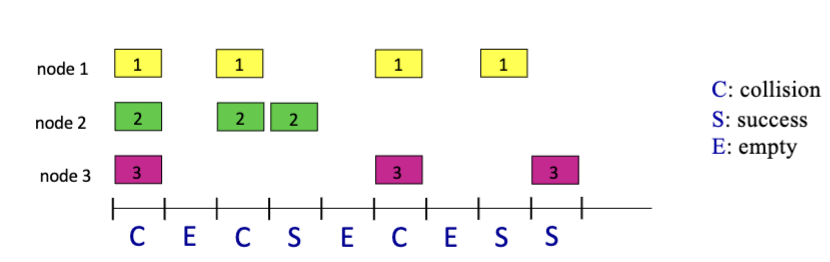 node 1 1 1 1 1
C: collision
node 2 2 2 2
S: success
E: empty
node 3 3 3 3
C E C S E C E S S